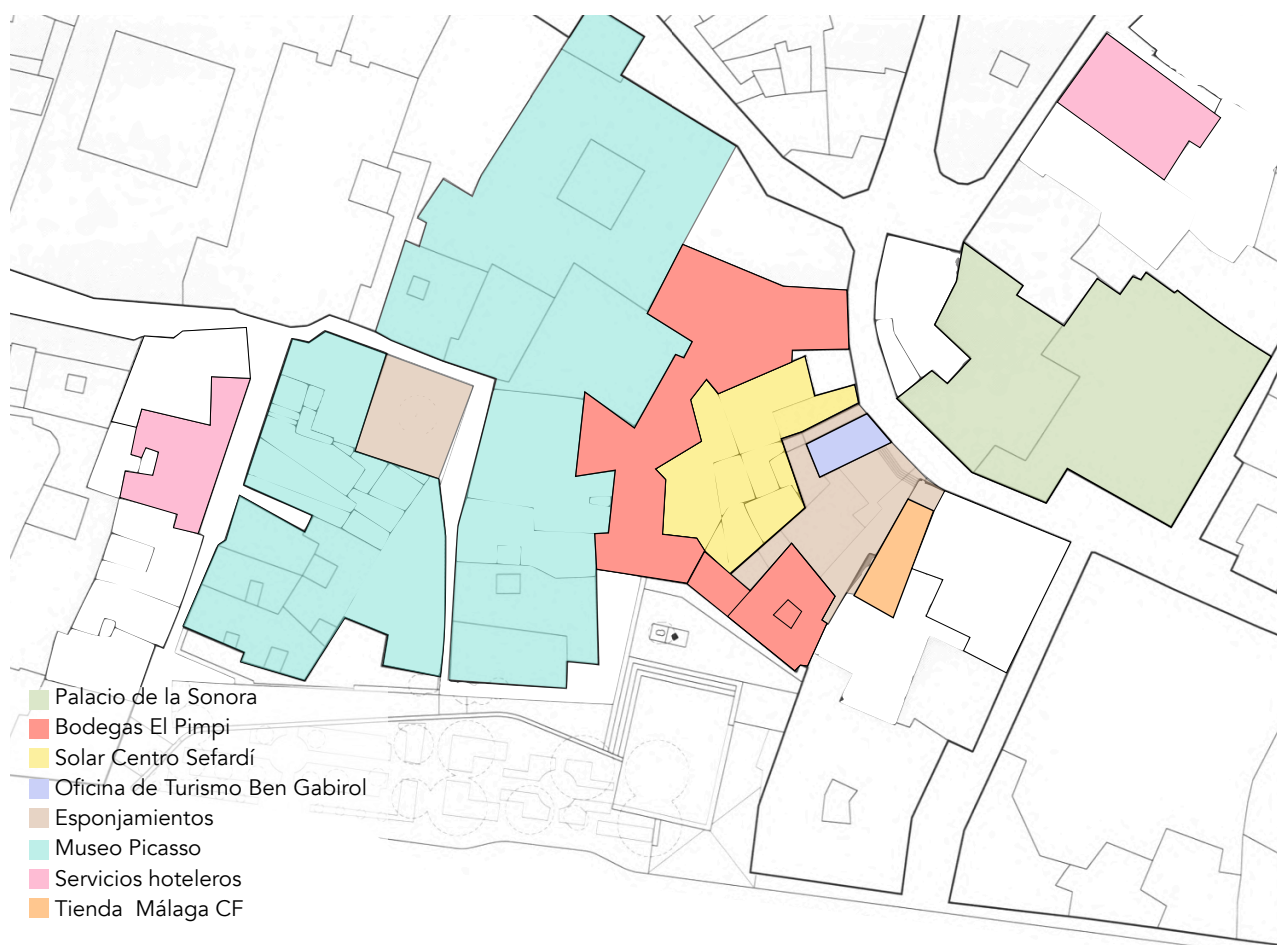 Palacio de la Sonora
Bodegas El Pimpi
Solar Centro Sefardí
Oficina de Turismo Ben Gabirol
Esponjamientos
Museo Picasso
Servicios hoteleros
Tienda Málaga CF